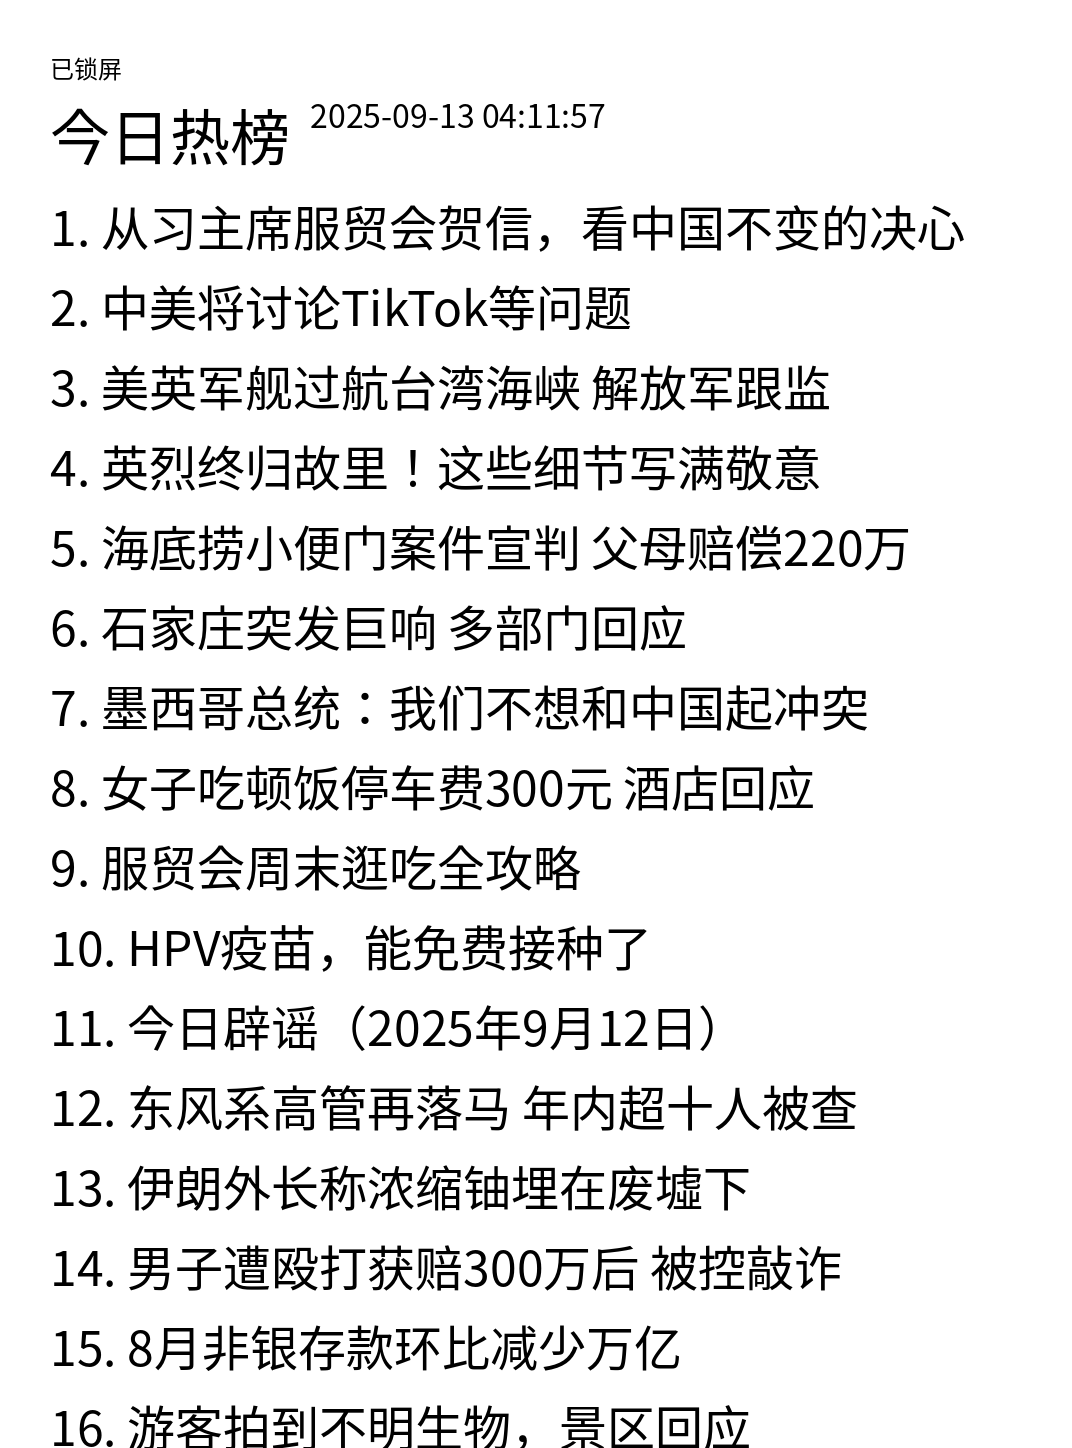 已锁屏
今日热榜 2025-09-13 04:11:57
1. 从习主席服贸会贺信，看中国不变的决心
2. 中美将讨论TikTok等问题
3. 美英军舰过航台湾海峡 解放军跟监
4. 英烈终归故里！这些细节写满敬意
5. 海底捞小便门案件宣判 父母赔偿220万
6. 石家庄突发巨响 多部门回应
7. 墨西哥总统：我们不想和中国起冲突
8. 女子吃顿饭停车费300元 酒店回应
9. 服贸会周末逛吃全攻略
10. HPV疫苗，能免费接种了
11. 今日辟谣（2025年9月12日）
12. 东风系高管再落马 年内超十人被查
13. 伊朗外长称浓缩铀埋在废墟下
14. 男子遭殴打获赔300万后 被控敲诈
15. 8月非银存款环比减少万亿
16. 游客拍到不明生物，景区回应